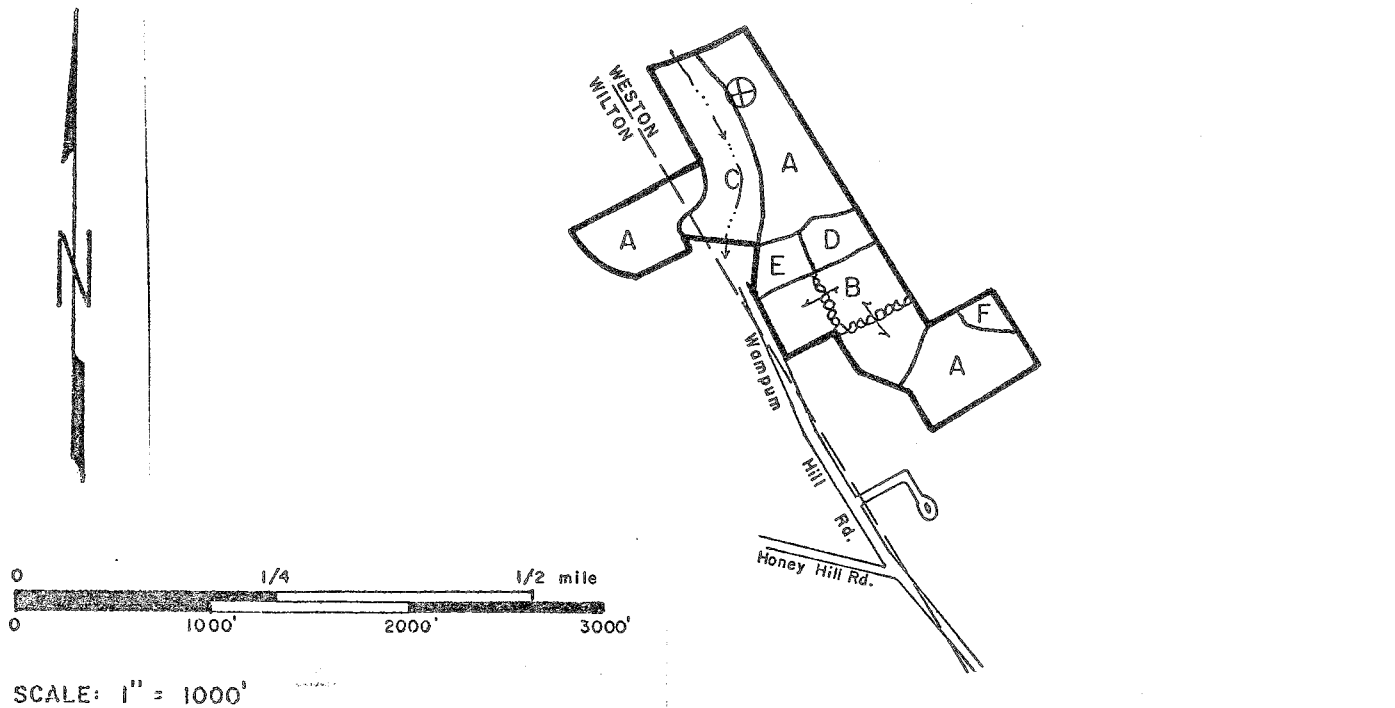 WESTON
WILTON
A
C
A
D
E
B
F
A
N
Wampum
Hill
Rd.
Honey Hill Rd.
0 1/4 1/2 mile
0 1000' 2000' 3000'
SCALE: 1" = 1000'